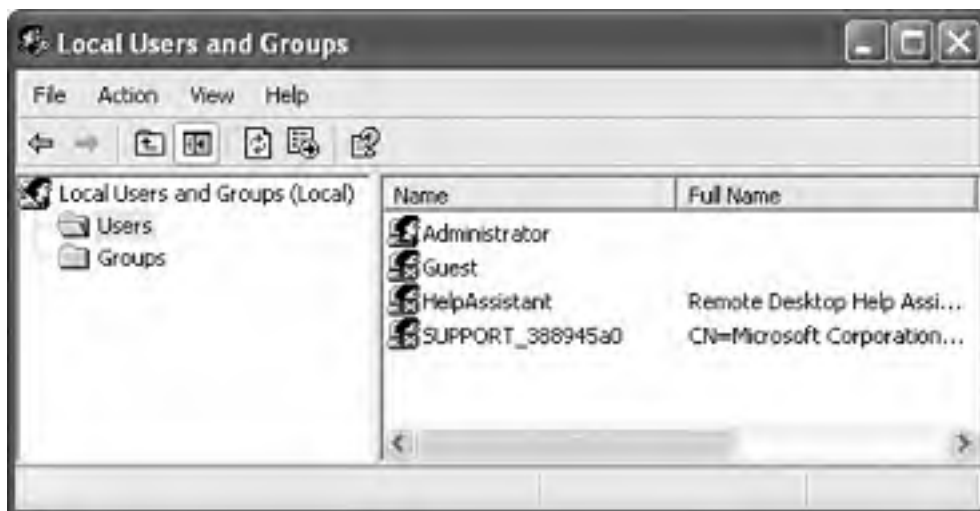 Local Users and Groups
File Action View Help
Local Users and Groups (Local)
Users
Groups
Name Full Name
Administrator
Guest
HelpAssistant Remote Desktop Help Assi...
SUPPORT_388945a0 CN=Microsoft Corporation...